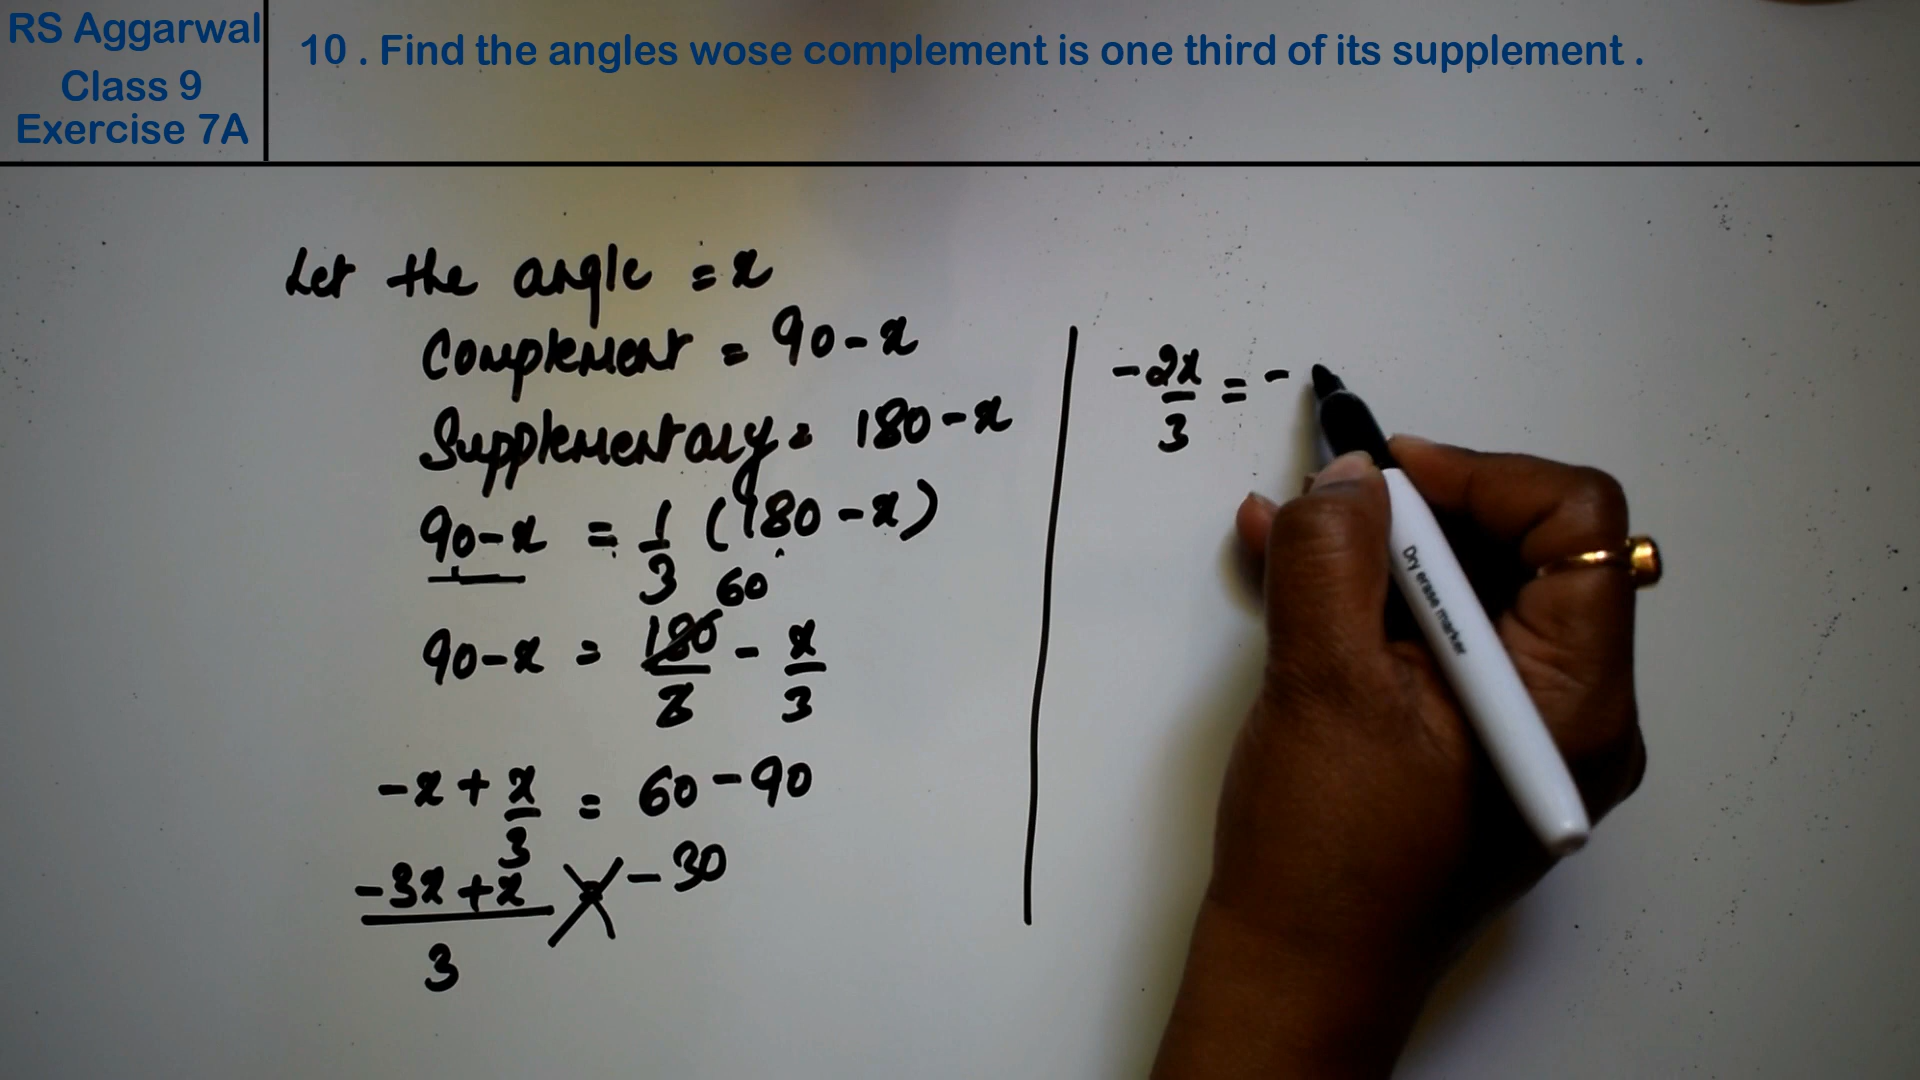 RS Aggarwal
Class 9
Exercise 7A
10 . Find the angles wose complement is one third of its supplement .
Let the angle = x
Complement = 90 - x
Supplementary = 180 - x
90 - x = 1/3 (180 - x)
60
90 - x = 180/3 - x/3
-x + x/3 = 60 - 90
-3x + x / 3 = -30
-2x/3 = -
Dry erase marker